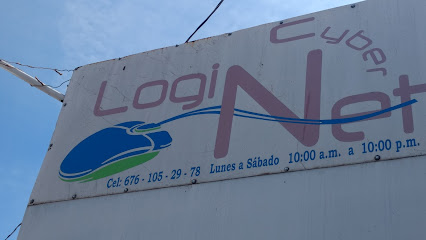 Cyber
LogiNet
Cel: 676 - 105 - 29 - 78 Lunes a Sábado 10:00 a.m. a 10:00 p.m.